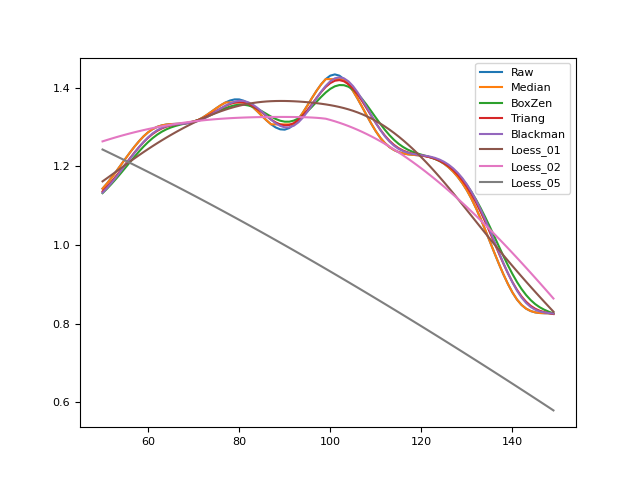 Raw
Median
BoxZen
Triang
Blackman
Loess_01
Loess_02
Loess_05
1.4
1.2
1.0
0.8
0.6
60 80 100 120 140